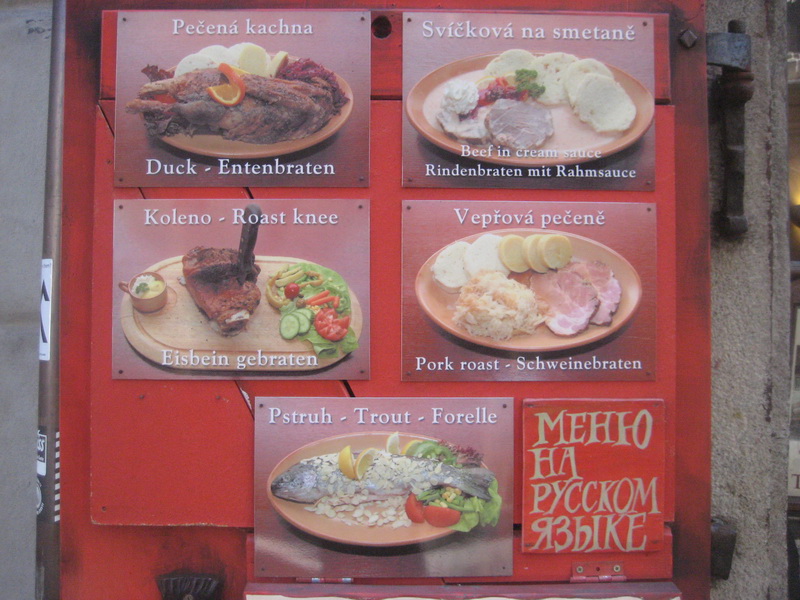 Pečená kachna
Duck - Entenbraten
Svíčková na smetaně
Beef in cream sauce
Rindenbraten mit Rahmsauce
Koleno - Roast knee
Eisbein gebraten
Vepřová pečeně
Pork roast - Schweinebraten
Pstruh - Trout - Forelle
МЕНЮ
НА
РУССКОМ
ЯЗЫКЕ